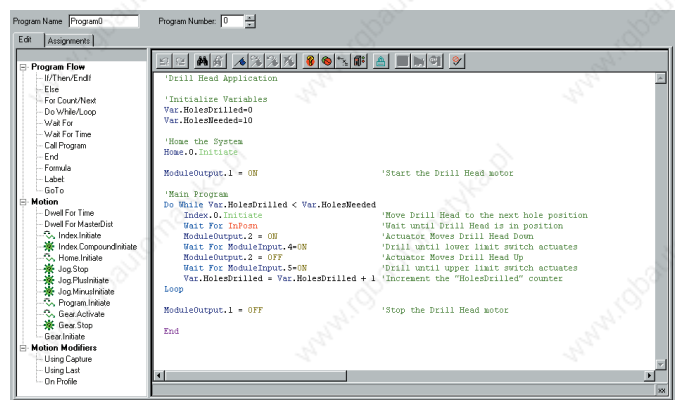 Program Name Program0 Program Number: 0
Edit Assignments
Program Flow
If/Then/Endlf
Else
For Count/Next
Do While/Loop
Wait For
Wait For Time
Call Program
End
Formula
Label:
GoTo
Motion
Dwell For Time
Dwell For MasterDist
Index.Initiate
Index.CompoundInitiate
Home.Initiate
Jog.Stop
Jog.PlusInitiate
Jog.MinusInitiate
Program.Initiate
Gear.Activate
Gear.Stop
Gear.Initiate
Motion Modifiers
Using Capture
Using Last
On Profile
'Drill Head Application
'Initialize Variables
Var.HolesDrilled=0
Var.HolesNeeded=10
'Home the System
Home.0.Initiate
ModuleOutput.1 = ON 'Start the Drill Head motor
'Main Program
Do While Var.HolesDrilled < Var.HolesNeeded
Index.0.Initiate 'Move Drill Head to the next hole position
Wait For InPosn 'Wait until Drill Head is in position
ModuleOutput.2 = ON 'Actuator Moves Drill Head Down
Wait For ModuleInput.4=ON 'Drill until lower limit switch actuates
ModuleOutput.2 = OFF 'Actuator Moves Drill Head Up
Wait For ModuleInput.5=ON 'Drill until upper limit switch actuates
Var.HolesDrilled = Var.HolesDrilled + 1 'Increment the "HolesDrilled" counter
Loop
ModuleOutput.1 = OFF 'Stop the Drill Head motor
End